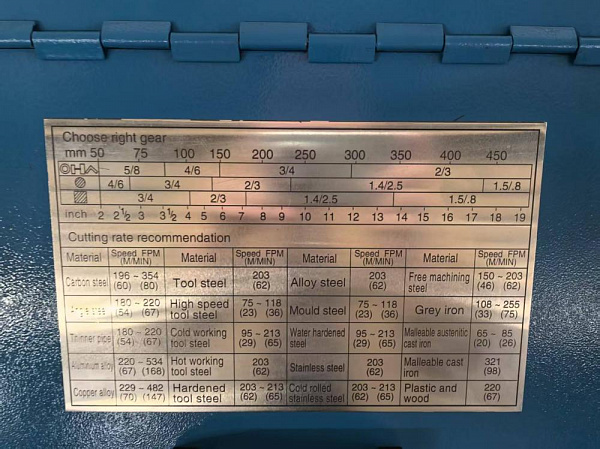 Choose right gear
mm 50 75 100 150 200 250 300 350 400 450
5/8 4/6 3/4 2/3
4/6 3/4 2/3 1.4/2.5 1.5/.8
3/4 2/3 1.4/2.5 1.5/.8
inch 2 2½ 3 3½ 4 5 6 7 8 9 10 11 12 13 14 15 16 17 18 19
Cutting rate recommendation
Material Speed FPM (M/MIN) Material Speed FPM (M/MIN) Material Speed FPM (M/MIN) Material Speed FPM (M/MIN)
Carbon steel 196 ~ 354 (60) (80) Tool steel 203 (62) Alloy steel 203 (62) Free machining steel 150 ~ 203 (46) (62)
Angle steel 180 ~ 220 (54) (67) High speed tool steel 75 ~ 118 (23) (36) Mould steel 75 ~ 118 (23) (36) Grey iron 108 ~ 255 (33) (75)
Thinner pipe 180 ~ 220 (54) (67) Cold working tool steel 95 ~ 213 (29) (65) Water hardened steel 95 ~ 213 (29) (65) Malleable austenitic cast iron 65 ~ 85 (20) (26)
Aluminum alloy 220 ~ 534 (67) (168) Hot working tool steel 203 (62) Stainless steel 203 (62) Malleable cast iron 321 (98)
Copper alloy 229 ~ 482 (70) (147) Hardened tool steel 203 ~ 213 (62) (65) Cold rolled stainless steel 203 ~ 213 (62) (65) Plastic and wood 220 (67)